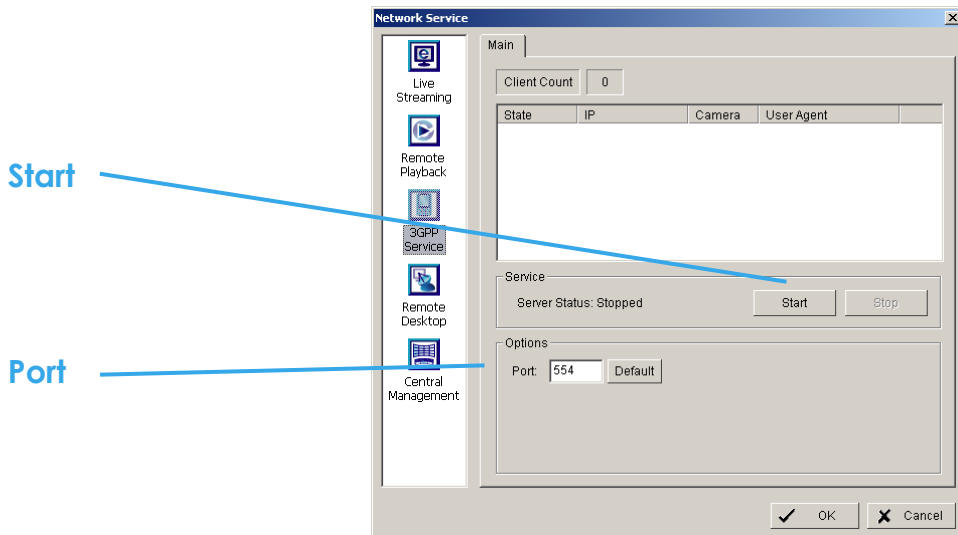 Network Service
Main
Live
Streaming
Client Count 0
State IP Camera User Agent
Remote
Playback
Start
3GPP
Service
Service
Server Status: Stopped Start Stop
Remote
Desktop
Options
Port: 554 Default
Port
Central
Management
OK Cancel